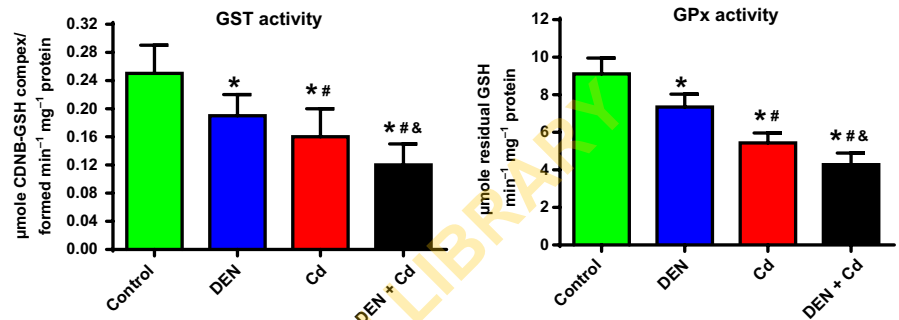 GST activity
µmole CDNB-GSH compex/
formed min⁻¹ mg⁻¹ protein
0.32
0.28
0.24
0.20
0.16
0.12
0.08
0.04
0.00
*
* #
* # &
Control
DEN
Cd
DEN + Cd
GPx activity
µmole residual GSH
min⁻¹ mg⁻¹ protein
12
10
8
6
4
2
0
*
* #
* # &
Control
DEN
Cd
DEN + Cd
LIBRARY